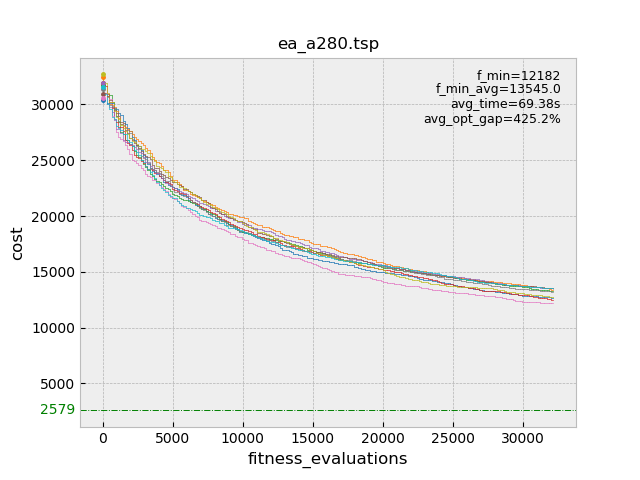 ea_a280.tsp
f_min=12182
f_min_avg=13545.0
avg_time=69.38s
avg_opt_gap=425.2%
30000
25000
20000
15000
10000
5000
2579
cost
0 5000 10000 15000 20000 25000 30000
fitness_evaluations